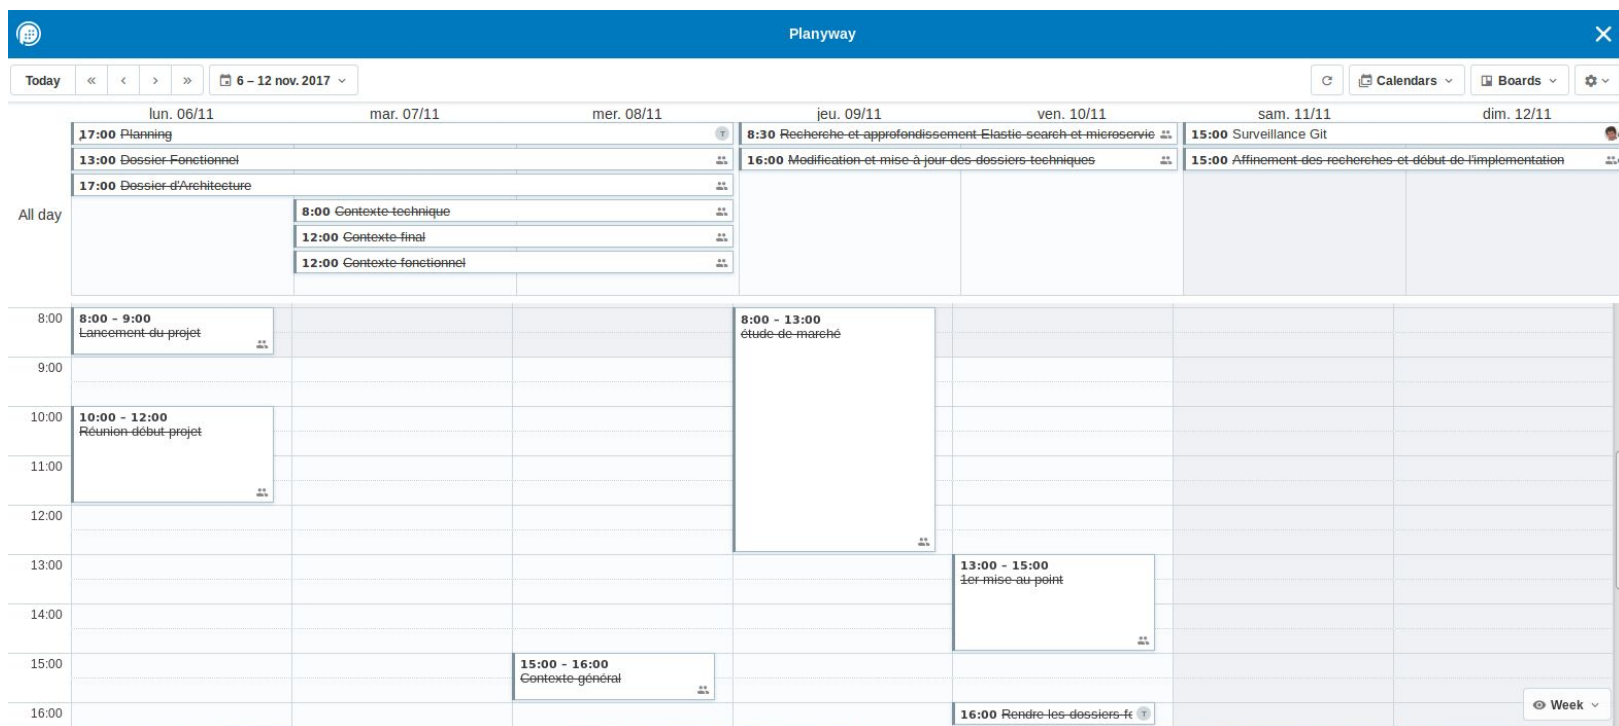 Planyway
Today « ‹ › » 6 – 12 nov. 2017 Calendars Boards
lun. 06/11 mar. 07/11 mer. 08/11 jeu. 09/11 ven. 10/11 sam. 11/11 dim. 12/11
17:00 Planning T 8:30 Recherche et approfondissement Elastic search et microservic 15:00 Surveillance Git
13:00 Dossier Fonctionnel 16:00 Modification et mise à jour des dossiers techniques 15:00 Affinement des recherches et début de l'implementation
17:00 Dossier d'Architecture
All day
8:00 Contexte technique
12:00 Contexte final
12:00 Contexte fonctionnel
8:00 8:00 – 9:00 8:00 – 13:00
Lancement du projet étude de marché
9:00
10:00 10:00 – 12:00
Réunion début projet
11:00
12:00
13:00 13:00 – 15:00
1er mise au point
14:00
15:00 15:00 – 16:00
Contexte général
Week
16:00 16:00 Rendre les dossiers fo T